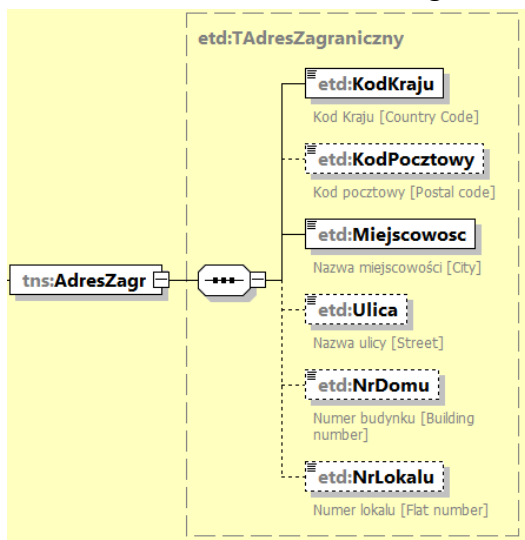 etd:TAdresZagraniczny
etd:KodKraju
Kod Kraju [Country Code]
etd:KodPocztowy
Kod pocztowy [Postal code]
etd:Miejscowosc
Nazwa miejscowości [City]
tns:AdresZagr
etd:Ulica
Nazwa ulicy [Street]
etd:NrDomu
Numer budynku [Building
number]
etd:NrLokalu
Numer lokalu [Flat number]